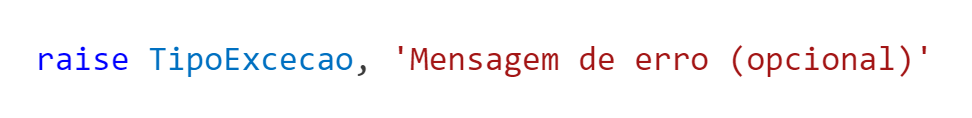 raise TipoExcecao, 'Mensagem de erro (opcional)'